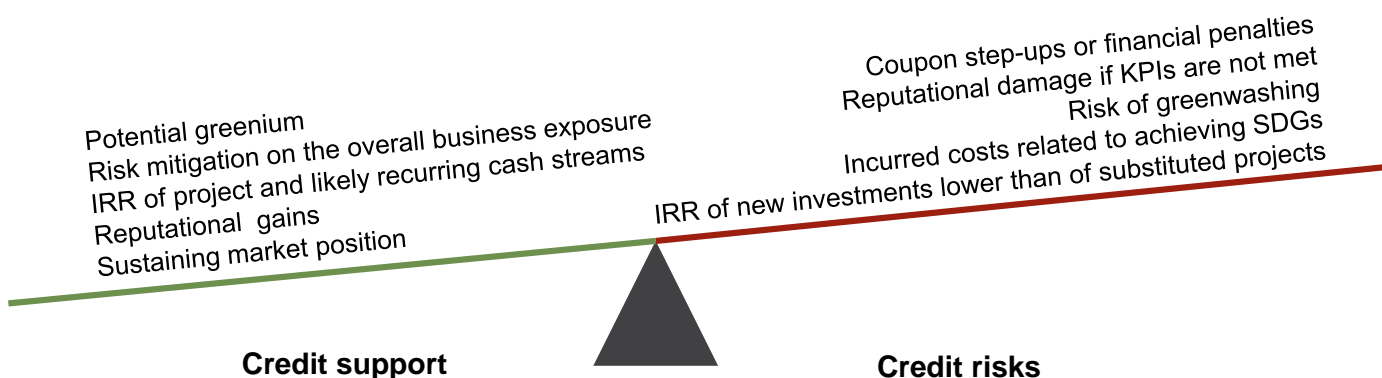 Potential greenium
Risk mitigation on the overall business exposure
IRR of project and likely recurring cash streams
Reputational gains
Sustaining market position
Coupon step-ups or financial penalties
Reputational damage if KPIs are not met
Risk of greenwashing
Incurred costs related to achieving SDGs
IRR of new investments lower than of substituted projects
Credit support
Credit risks